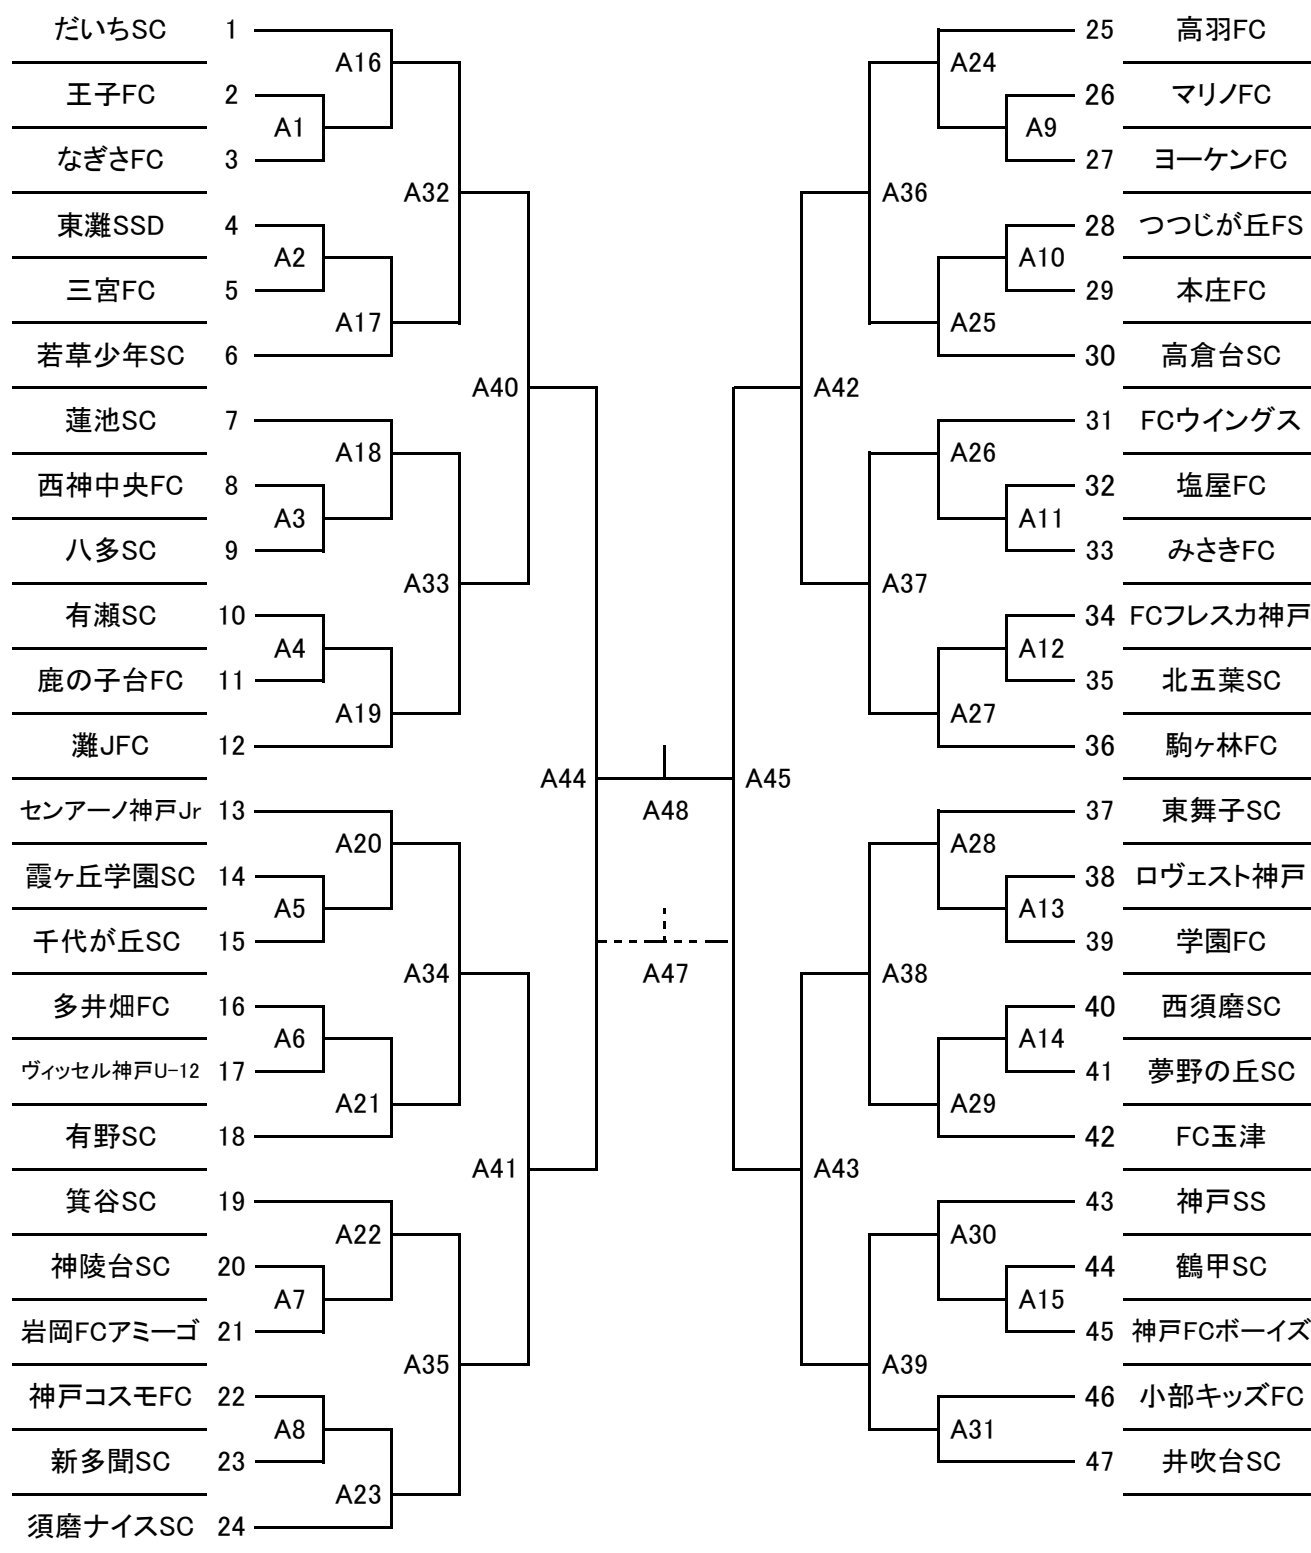 だいちSC 1
A16
王子FC 2
A1
なぎさFC 3
A32
東灘SSD 4
A2
三宮FC 5
A17
若草少年SC 6
A40
蓮池SC 7
A18
西神中央FC 8
A3
八多SC 9
A33
有瀬SC 10
A4
鹿の子台FC 11
A19
灘JFC 12
A44
センアーノ神戸Jr 13
A20
霞ヶ丘学園SC 14
A5
千代が丘SC 15
A34
多井畑FC 16
A6
ヴィッセル神戸U-12 17
A21
有野SC 18
A41
箕谷SC 19
A22
神陵台SC 20
A7
岩岡FCアミーゴ 21
A35
神戸コスモFC 22
A8
新多聞SC 23
A23
須磨ナイスSC 24
A48
A47
25 高羽FC
A24
26 マリノFC
A9
27 ヨーケンFC
A36
28 つつじが丘FS
A10
29 本庄FC
A25
30 高倉台SC
A42
31 FCウイングス
A26
32 塩屋FC
A11
33 みさきFC
A37
34 FCフレスカ神戸
A12
35 北五葉SC
A27
36 駒ヶ林FC
A45
37 東舞子SC
A28
38 ロヴェスト神戸
A13
39 学園FC
A38
40 西須磨SC
A14
41 夢野の丘SC
A29
42 FC玉津
A43
43 神戸SS
A30
44 鶴甲SC
A15
45 神戸FCボーイズ
A39
46 小部キッズFC
A31
47 井吹台SC